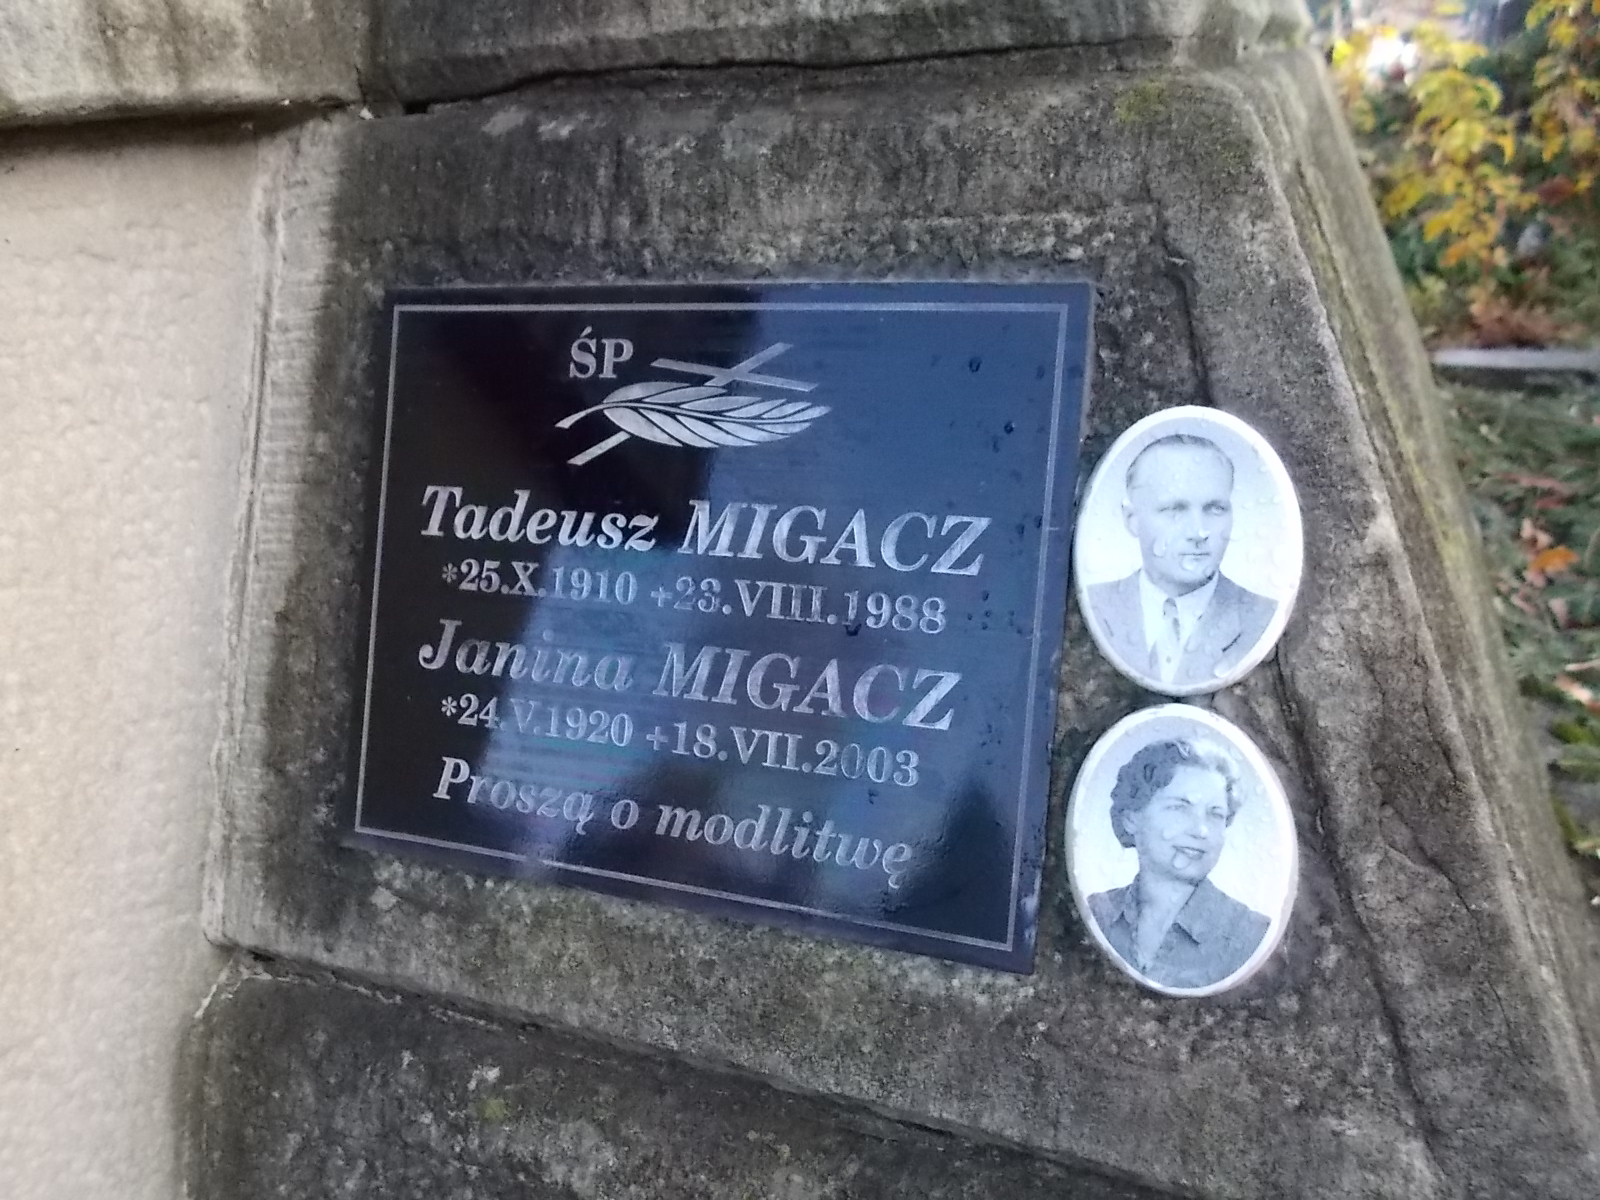 ŚP
Tadeusz MIGACZ
*25.X.1910 +23.VIII.1988
Janina MIGACZ
*24.V.1920 +18.VII.2003
Proszą o modlitwę